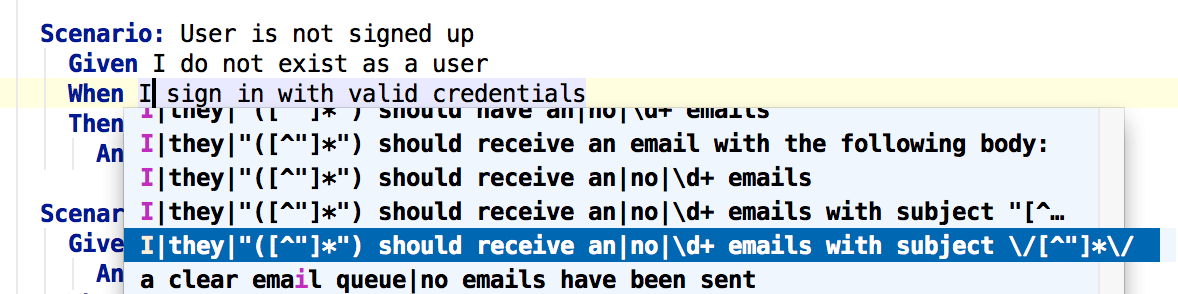 Scenario: User is not signed up
Given I do not exist as a user
When I sign in with valid credentials
Then
I|they|"([^"]*") should have an|no|\d+ emails
I|they|"([^"]*") should receive an email with the following body:
An
I|they|"([^"]*") should receive an|no|\d+ emails
Scenar
I|they|"([^"]*") should receive an|no|\d+ emails with subject "[^…
Give
I|they|"([^"]*") should receive an|no|\d+ emails with subject \/[^"]*\/
An
a clear email queue|no emails have been sent